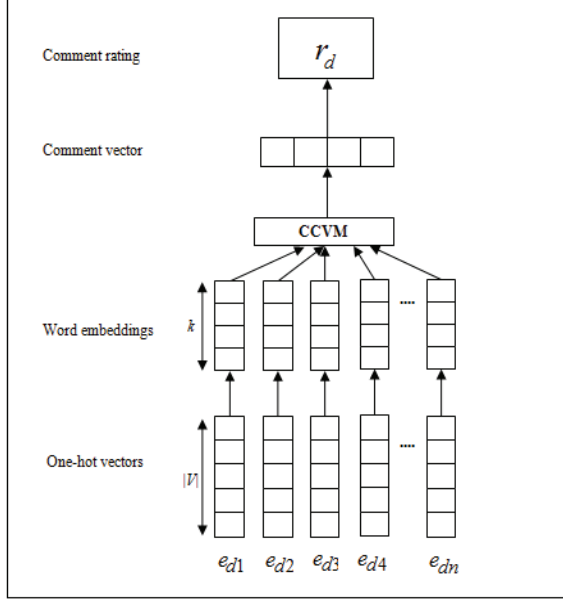 Comment rating
r_d
Comment vector
CCVM
Word embeddings
k
....
One-hot vectors
|V|
....
e_d1 e_d2 e_d3 e_d4 e_dn